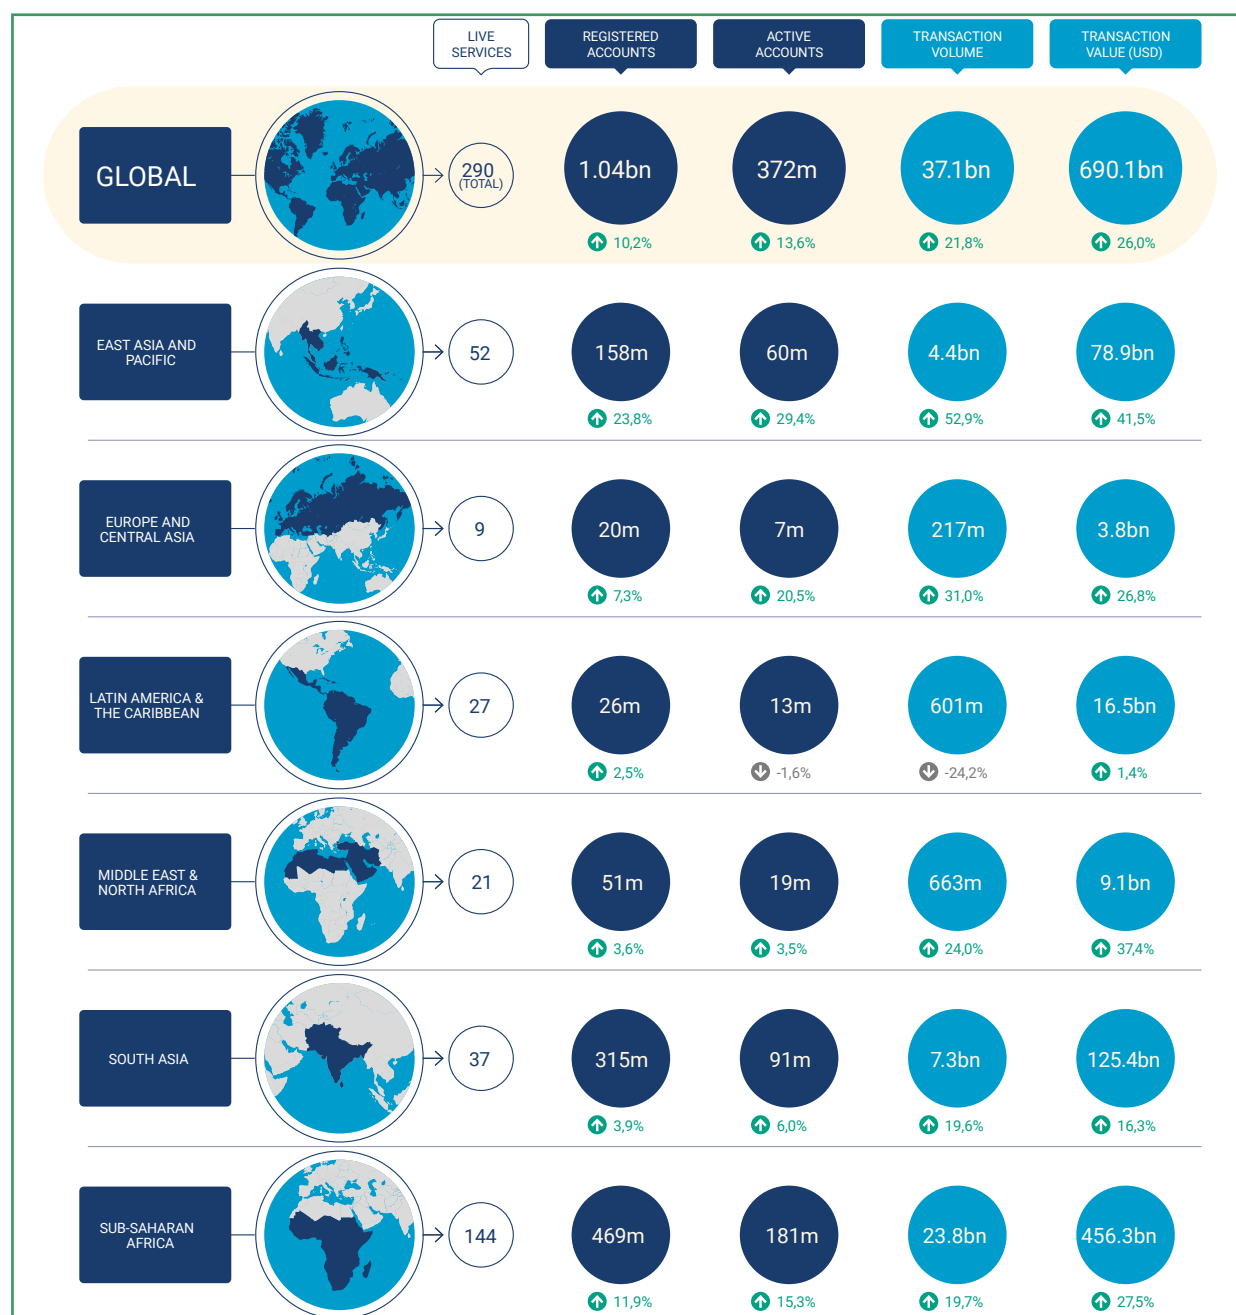 LIVE
SERVICES
REGISTERED
ACCOUNTS
ACTIVE
ACCOUNTS
TRANSACTION
VOLUME
TRANSACTION
VALUE (USD)
GLOBAL
290
(TOTAL)
1.04bn
372m
37.1bn
690.1bn
10,2%
13,6%
21,8%
26,0%
EAST ASIA AND
PACIFIC
52
158m
60m
4.4bn
78.9bn
23,8%
29,4%
52,9%
41,5%
EUROPE AND
CENTRAL ASIA
9
20m
7m
217m
3.8bn
7,3%
20,5%
31,0%
26,8%
LATIN AMERICA &
THE CARIBBEAN
27
26m
13m
601m
16.5bn
2,5%
-1,6%
-24,2%
1,4%
MIDDLE EAST &
NORTH AFRICA
21
51m
19m
663m
9.1bn
3,6%
3,5%
24,0%
37,4%
SOUTH ASIA
37
315m
91m
7.3bn
125.4bn
3,9%
6,0%
19,6%
16,3%
SUB-SAHARAN
AFRICA
144
469m
181m
23.8bn
456.3bn
11,9%
15,3%
19,7%
27,5%